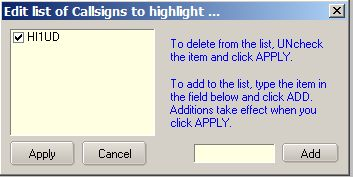 Edit list of Callsigns to highlight ...
HI1UD
To delete from the list, UNcheck
the item and click APPLY.
To add to the list, type the item in
the field below and click ADD.
Additions take effect when you
click APPLY.
Apply
Cancel
Add